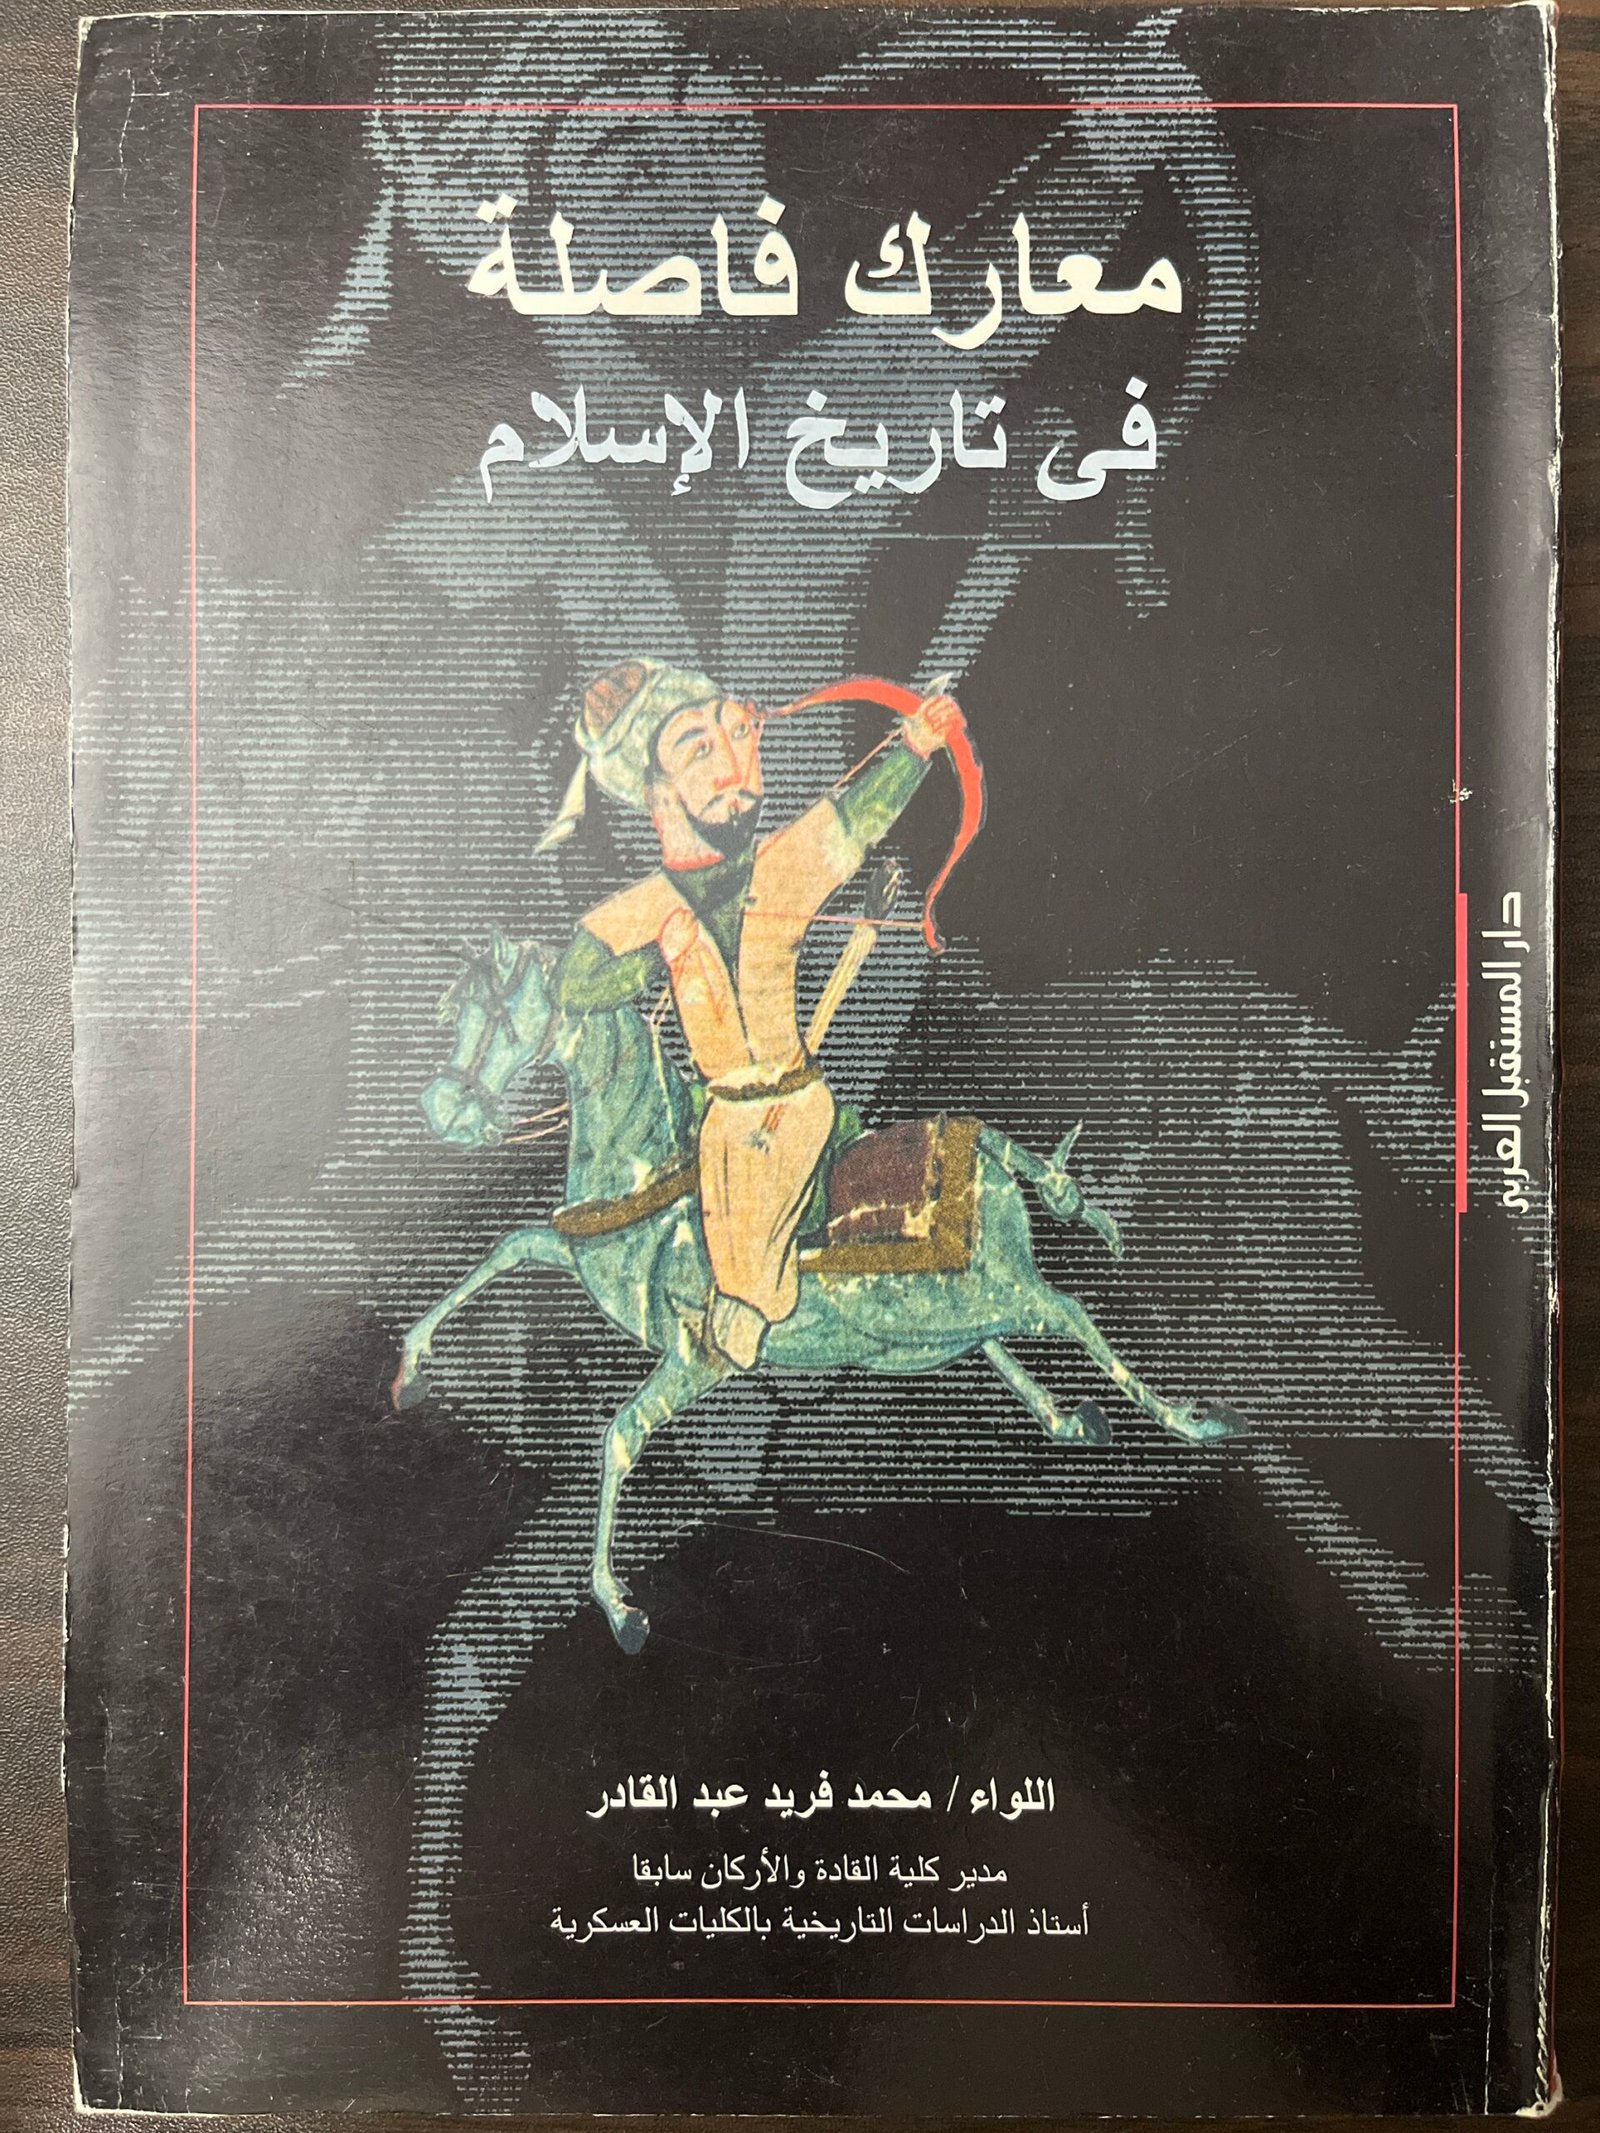 معارك فاصلة
فى تاريخ الإسلام
دار المستقبل العربى
اللواء / محمد فريد عبد القادر
مدير كلية القادة والأركان سابقا
أستاذ الدراسات التاريخية بالكليات العسكرية